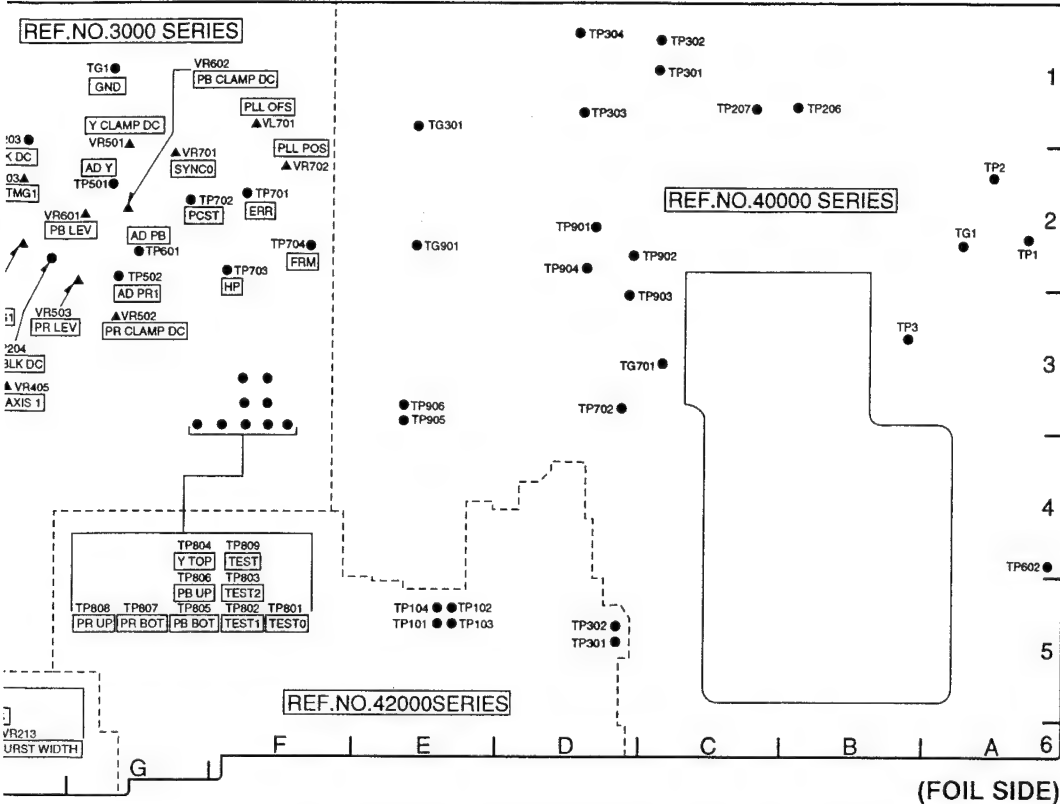 REF.NO.3000 SERIES
TG1
GND
VR602
PB CLAMP DC
PLL OFS
VL701
Y CLAMP DC
VR501
VR701
SYNC0
PLL POS
VR702
203
K DC
03
TMG1
AD Y
TP501
TP702
PCST
TP701
ERR
VR601
PB LEV
AD PB
TP601
TP704
FRM
TP703
HP
TP502
AD PR1
VR503
PR LEV
VR502
PR CLAMP DC
204
BLK DC
VR405
AXIS 1
TP804
Y TOP
TP809
TEST
TP806
PB UP
TP803
TEST2
TP808
PR UP
TP807
PR BOT
TP805
PB BOT
TP802
TEST1
TP801
TEST0
VR213
URST WIDTH
TP304
TP302
TP301
TP303
TP207
TP206
TG301
TP2
REF.NO.40000 SERIES
TP901
TG901
TP902
TP904
TP903
TG1
TP1
TP3
TG701
TP702
TP906
TP905
TP602
TP104
TP102
TP101
TP103
TP302
TP301
REF.NO.42000SERIES
1
2
3
4
5
6
G
F
E
D
C
B
A
(FOIL SIDE)